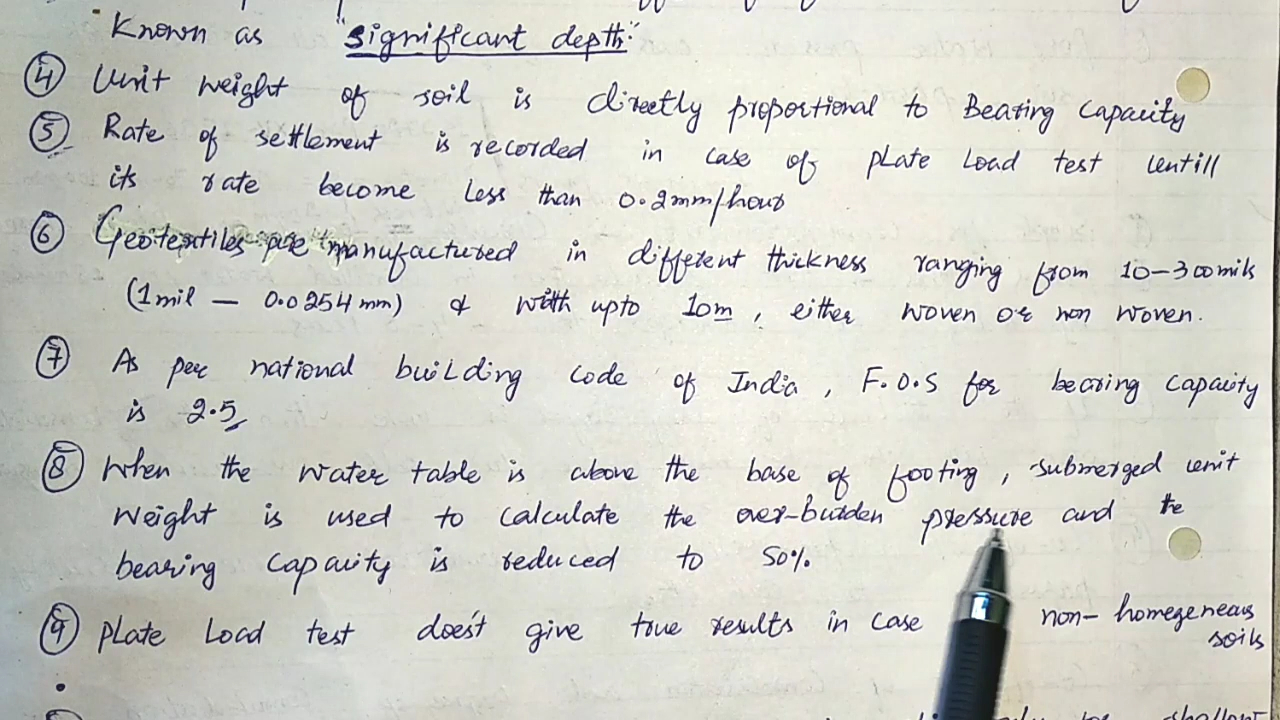 Known as "significant depth:"
④ Unit weight of soil is directly proportional to Bearing Capacity
⑤ Rate of settlement is recorded in case of plate Load test untill
its rate become less than 0.2mm/hour
⑥ Geotextiles are manufactured in different thickness ranging from 10-300mils
(1mil - 0.0254mm) & with upto 10m, either woven or non woven.
⑦ As per national building code of India, F.O.S for bearing capacity
is 2.5
⑧ When the water table is above the base of footing, submerged unit
weight is used to calculate the over-burden pressure and the
bearing capacity is reduced to 50%.
⑨ Plate Load test does't give true results in case non-homogeneous
soils